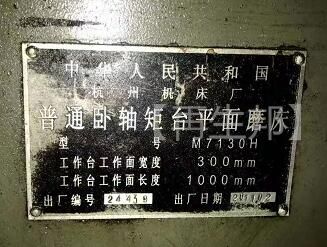 中华人民共和国
杭州机床厂
普通卧轴矩台平面磨床
型号 M7130H
工作台工作面宽度 300mm
工作台工作面长度 1000mm
出厂编号 24438 出厂日期